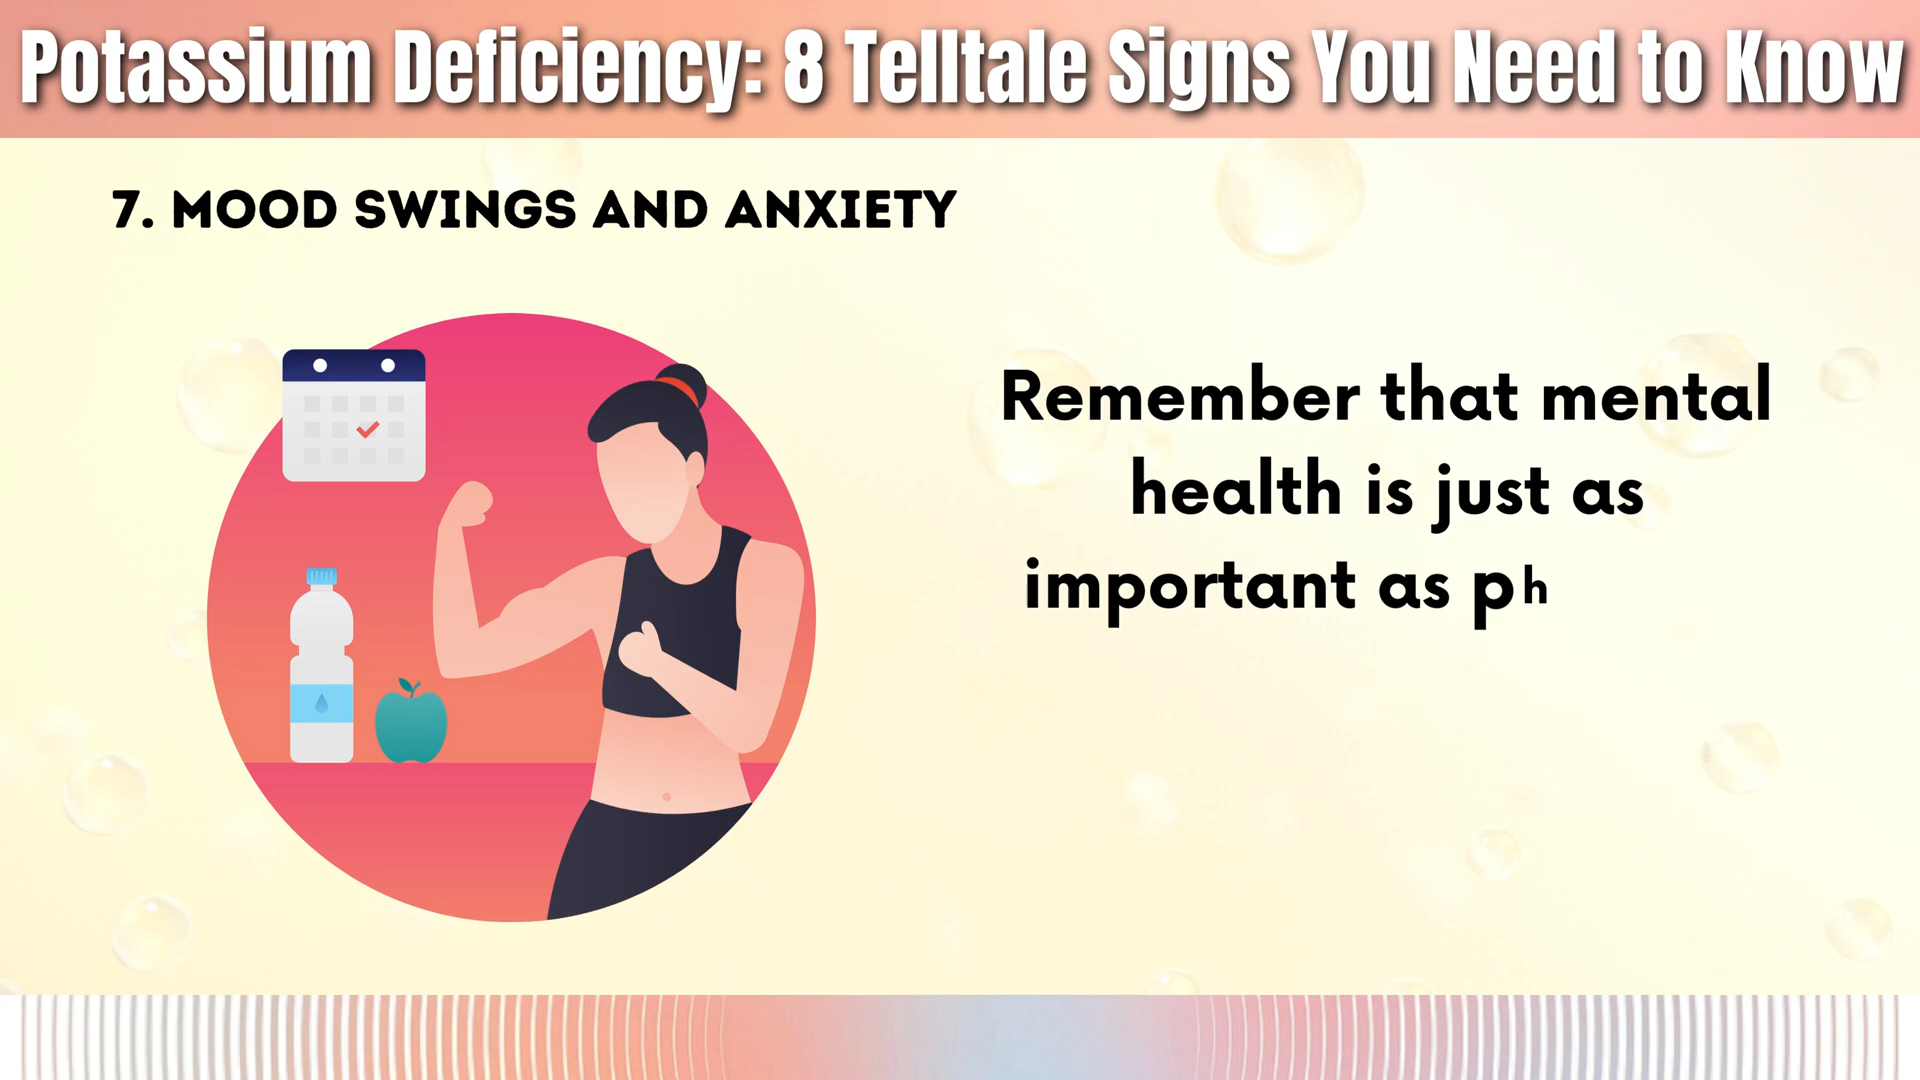 Potassium Deficiency: 8 Telltale Signs You Need to Know
7. MOOD SWINGS AND ANXIETY
Remember that mental
health is just as
important as ph